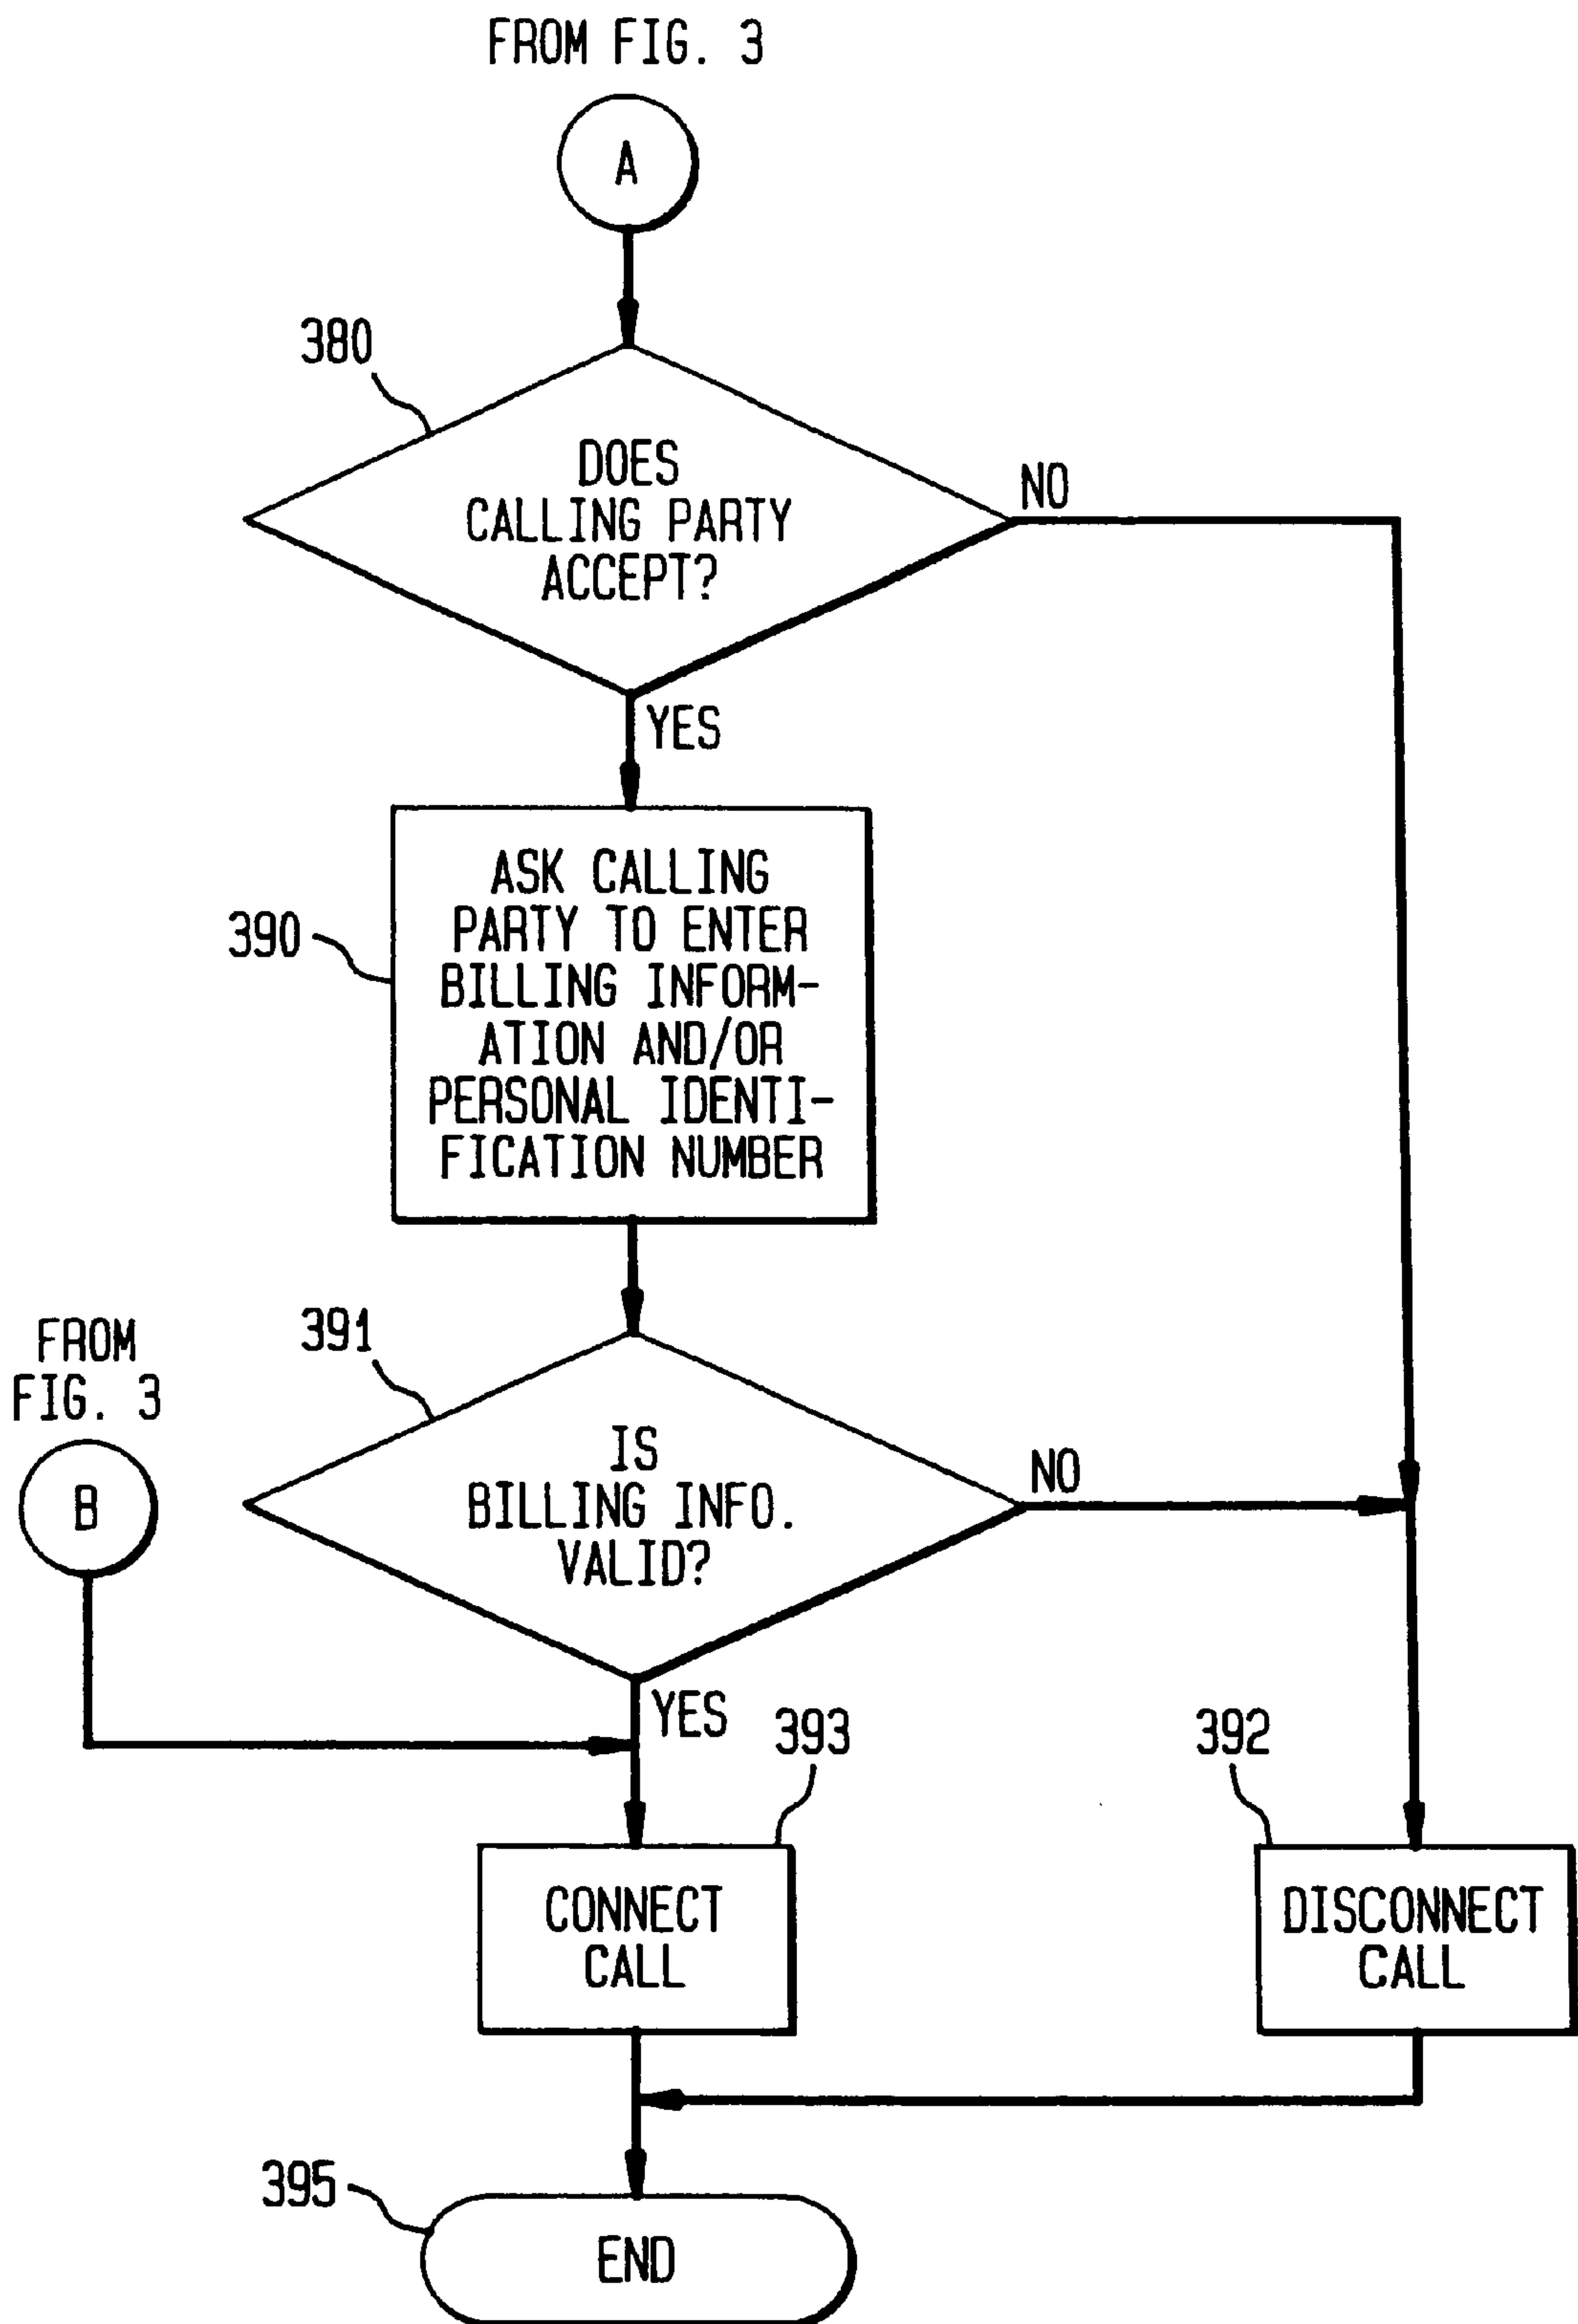 FROM FIG. 3
A
380
DOES
CALLING PARTY
ACCEPT?
NO
YES
390
ASK CALLING
PARTY TO ENTER
BILLING INFORM-
ATION AND/OR
PERSONAL IDENTI-
FICATION NUMBER
391
FROM
FIG. 3
B
IS
BILLING INFO.
VALID?
NO
YES
393
392
CONNECT
CALL
DISCONNECT
CALL
395
END